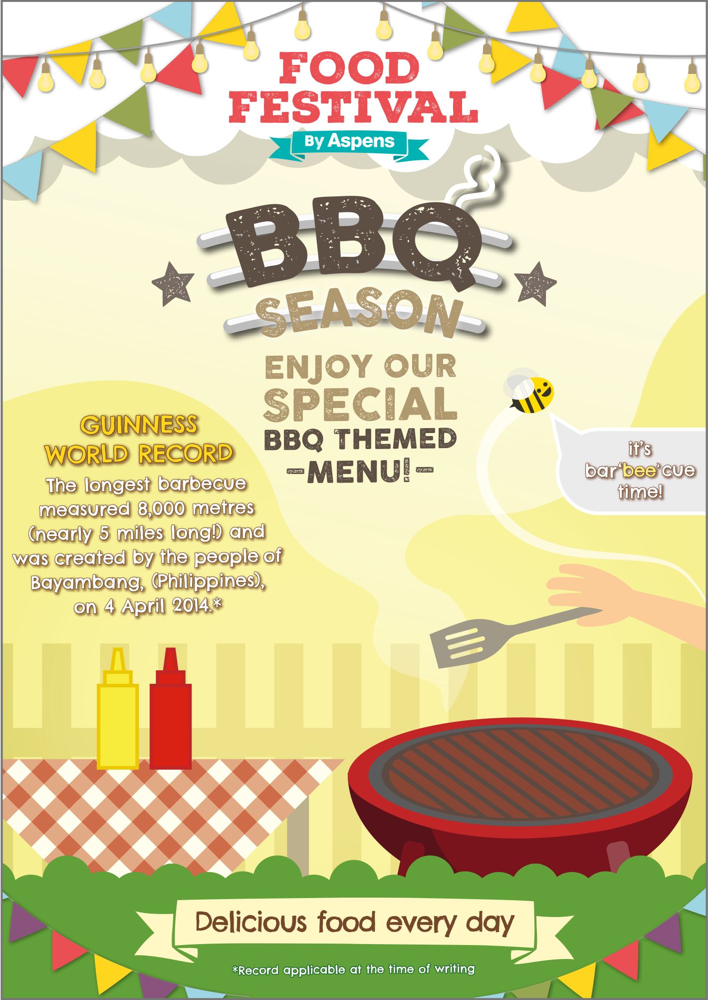 FOOD
FESTIVAL
By Aspens
BBQ
SEASON
ENJOY OUR
SPECIAL
BBQ THEMED
-MENU!-
GUINNESS
WORLD RECORD
The longest barbecue
measured 8,000 metres
(nearly 5 miles long!) and
was created by the people of
Bayambang, (Philippines),
on 4 April 2014.*
it's
bar‘bee’cue
time!
Delicious food every day
*Record applicable at the time of writing